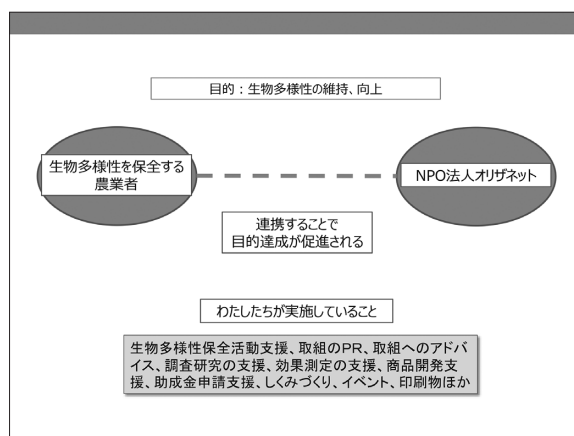 目的：生物多様性の維持、向上
生物多様性を保全する
農業者
NPO法人オリザネット
連携することで
目的達成が促進される
わたしたちが実施していること
生物多様性保全活動支援、取組のPR、取組へのアドバ
イス、調査研究の支援、効果測定の支援、商品開発支
援、助成金申請支援、しくみづくり、イベント、印刷物ほか